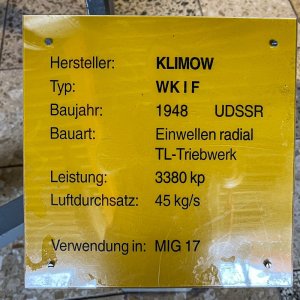 Hersteller: KLIMOW
Typ: WK I F
Baujahr: 1948 UDSSR
Bauart: Einwellen radial
TL-Triebwerk
Leistung: 3380 kp
Luftdurchsatz: 45 kg/s
Verwendung in: MIG 17